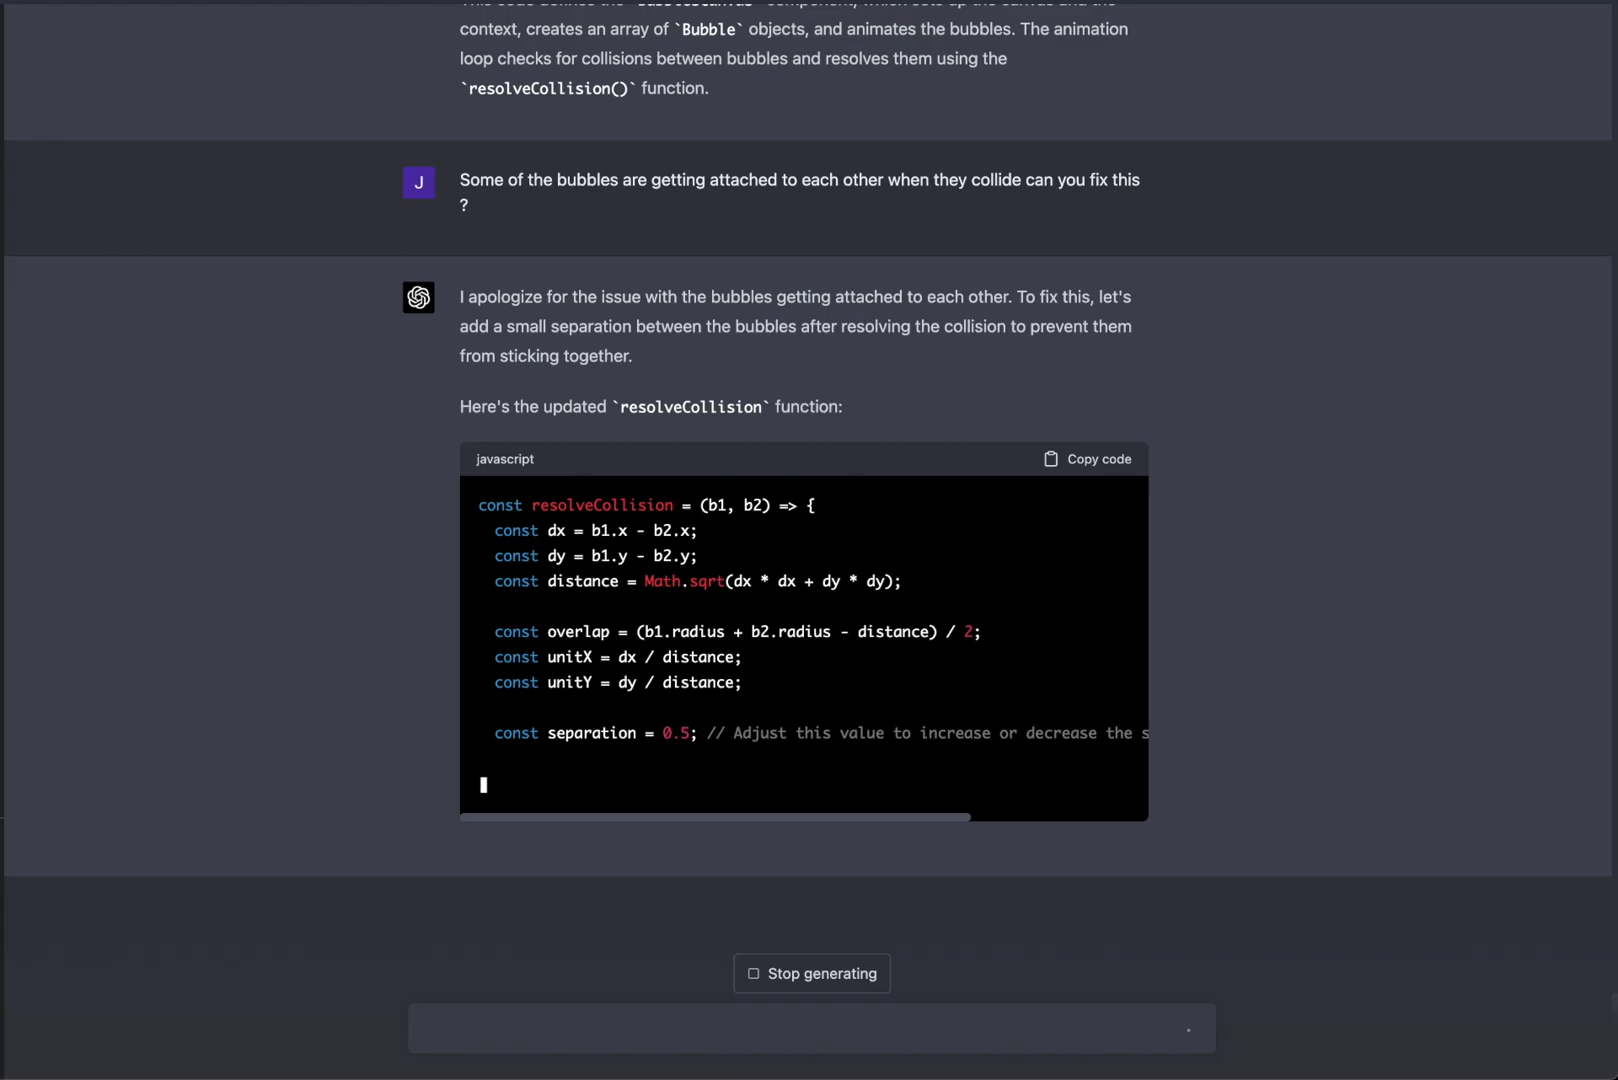 context, creates an array of `Bubble` objects, and animates the bubbles. The animation
loop checks for collisions between bubbles and resolves them using the
`resolveCollision()` function.
J
Some of the bubbles are getting attached to each other when they collide can you fix this
?
I apologize for the issue with the bubbles getting attached to each other. To fix this, let's
add a small separation between the bubbles after resolving the collision to prevent them
from sticking together.
Here's the updated `resolveCollision` function:
javascript
Copy code
const resolveCollision = (b1, b2) => {
const dx = b1.x - b2.x;
const dy = b1.y - b2.y;
const distance = Math.sqrt(dx * dx + dy * dy);
const overlap = (b1.radius + b2.radius - distance) / 2;
const unitX = dx / distance;
const unitY = dy / distance;
const separation = 0.5; // Adjust this value to increase or decrease the s
Stop generating